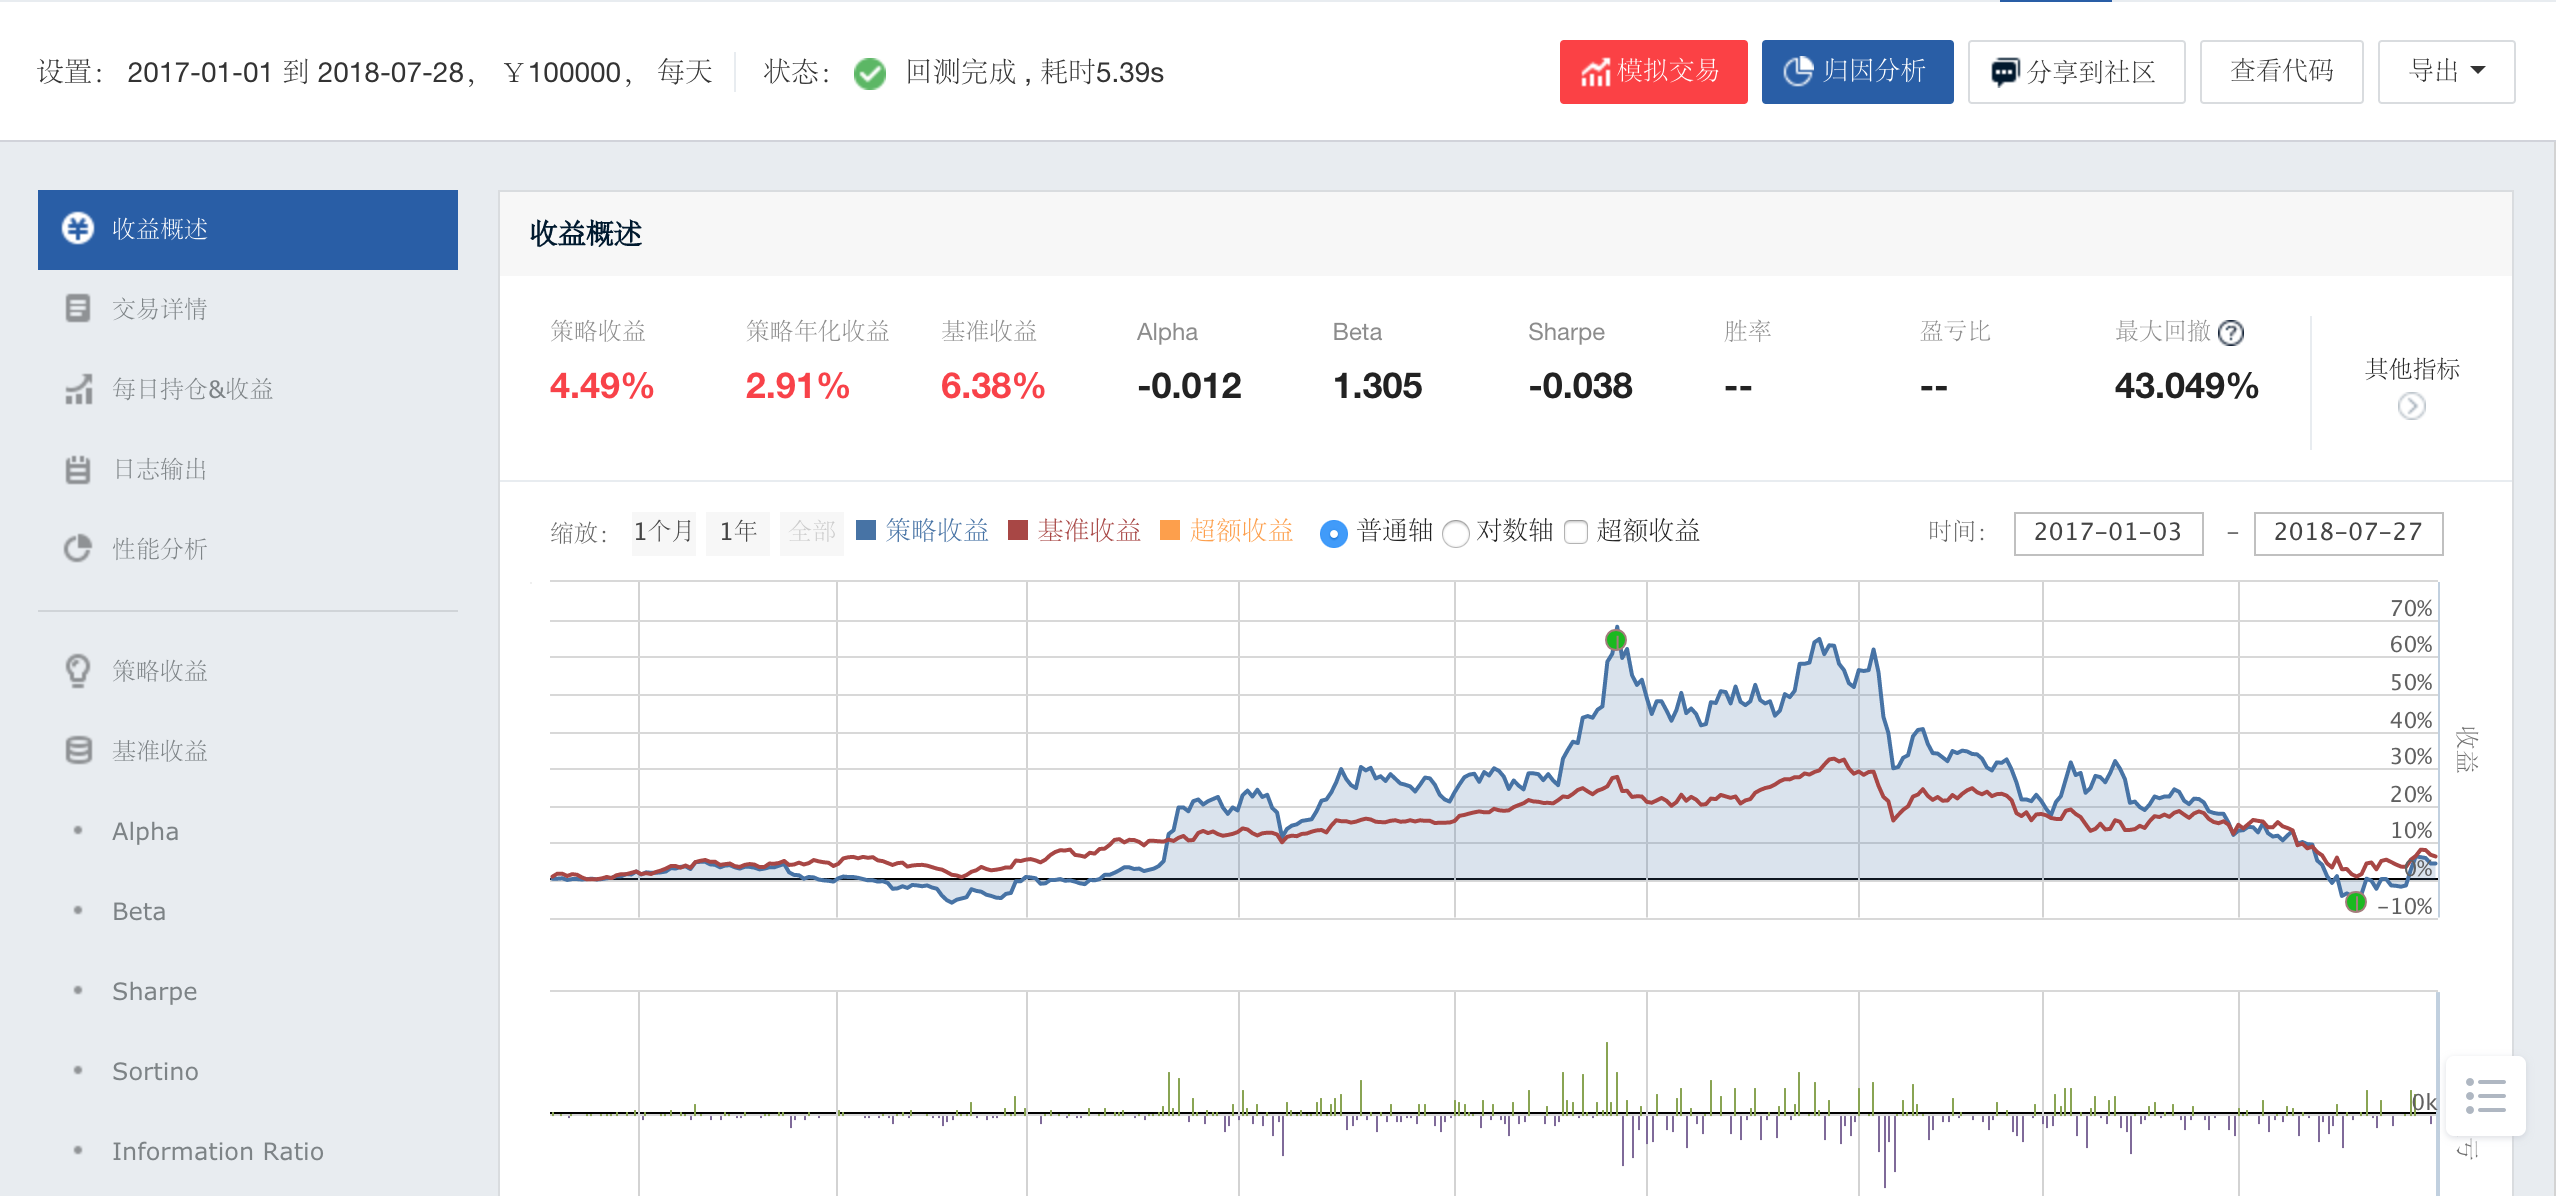 设置： 2017-01-01 到 2018-07-28， ￥100000， 每天 状态： 回测完成，耗时5.39s 模拟交易 归因分析 分享到社区 查看代码 导出
收益概述
交易详情
每日持仓&收益
日志输出
性能分析
策略收益
基准收益
Alpha
Beta
Sharpe
Sortino
Information Ratio
收益概述
策略收益 策略年化收益 基准收益 Alpha Beta Sharpe 胜率 盈亏比 最大回撤 ?
4.49% 2.91% 6.38% -0.012 1.305 -0.038 -- -- 43.049%
其他指标
缩放： 1个月 1年 全部 策略收益 基准收益 超额收益 普通轴 对数轴 超额收益 时间： 2017-01-03 - 2018-07-27
70%
60%
50%
40%
30%
20%
10%
0%
-10%
收益
0k
亏